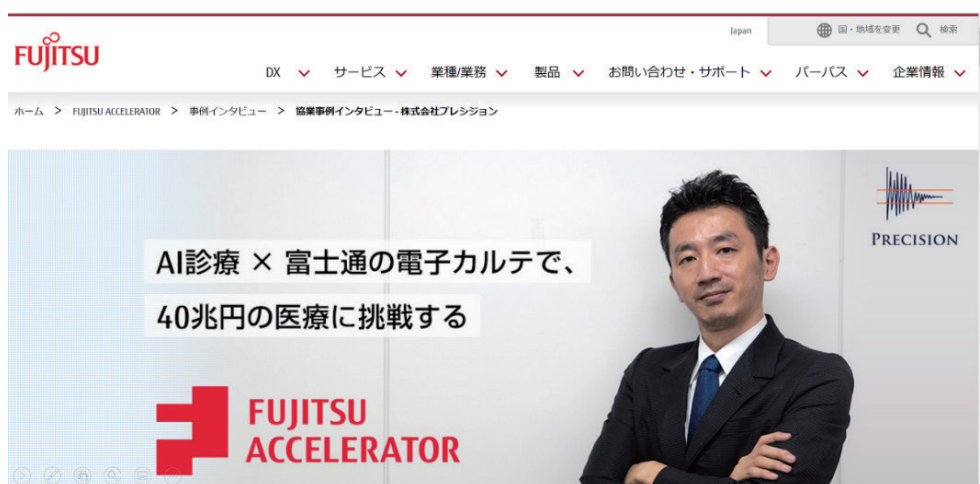 Japan
国・地域を変更
検索
FUJITSU
DX サービス 業種/業務 製品 お問い合わせ・サポート パーパス 企業情報
ホーム > FUJITSU ACCELERATOR > 事例インタビュー > 協業事例インタビュー - 株式会社プレシジョン
PRECISION
AI診療 × 富士通の電子カルテで、
40兆円の医療に挑戦する
FUJITSU
ACCELERATOR